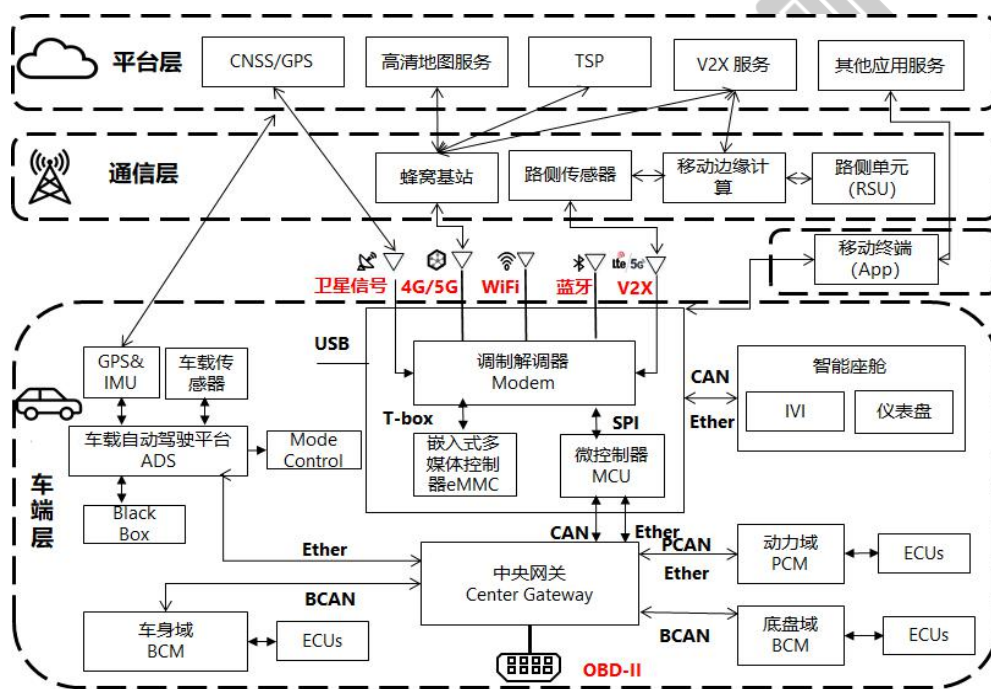 平台层
CNSS/GPS
高清地图服务
TSP
V2X 服务
其他应用服务
通信层
蜂窝基站
路侧传感器
移动边缘计
算
路侧单元
(RSU)
移动终端
(App)
卫星信号
4G/5G
WiFi
蓝牙
lte/5G
V2X
车端层
USB
GPS&
IMU
车载传
感器
车载自动驾驶平台
ADS
Mode
Control
Black
Box
调制解调器
Modem
T-box
SPI
嵌入式多
媒体控制
器eMMC
微控制器
MCU
CAN
Ether
智能座舱
IVI
仪表盘
CAN
Ether
Ether
BCAN
中央网关
Center Gateway
PCAN
Ether
动力域
PCM
ECUs
车身域
BCM
ECUs
BCAN
底盘域
BCM
ECUs
OBD-II